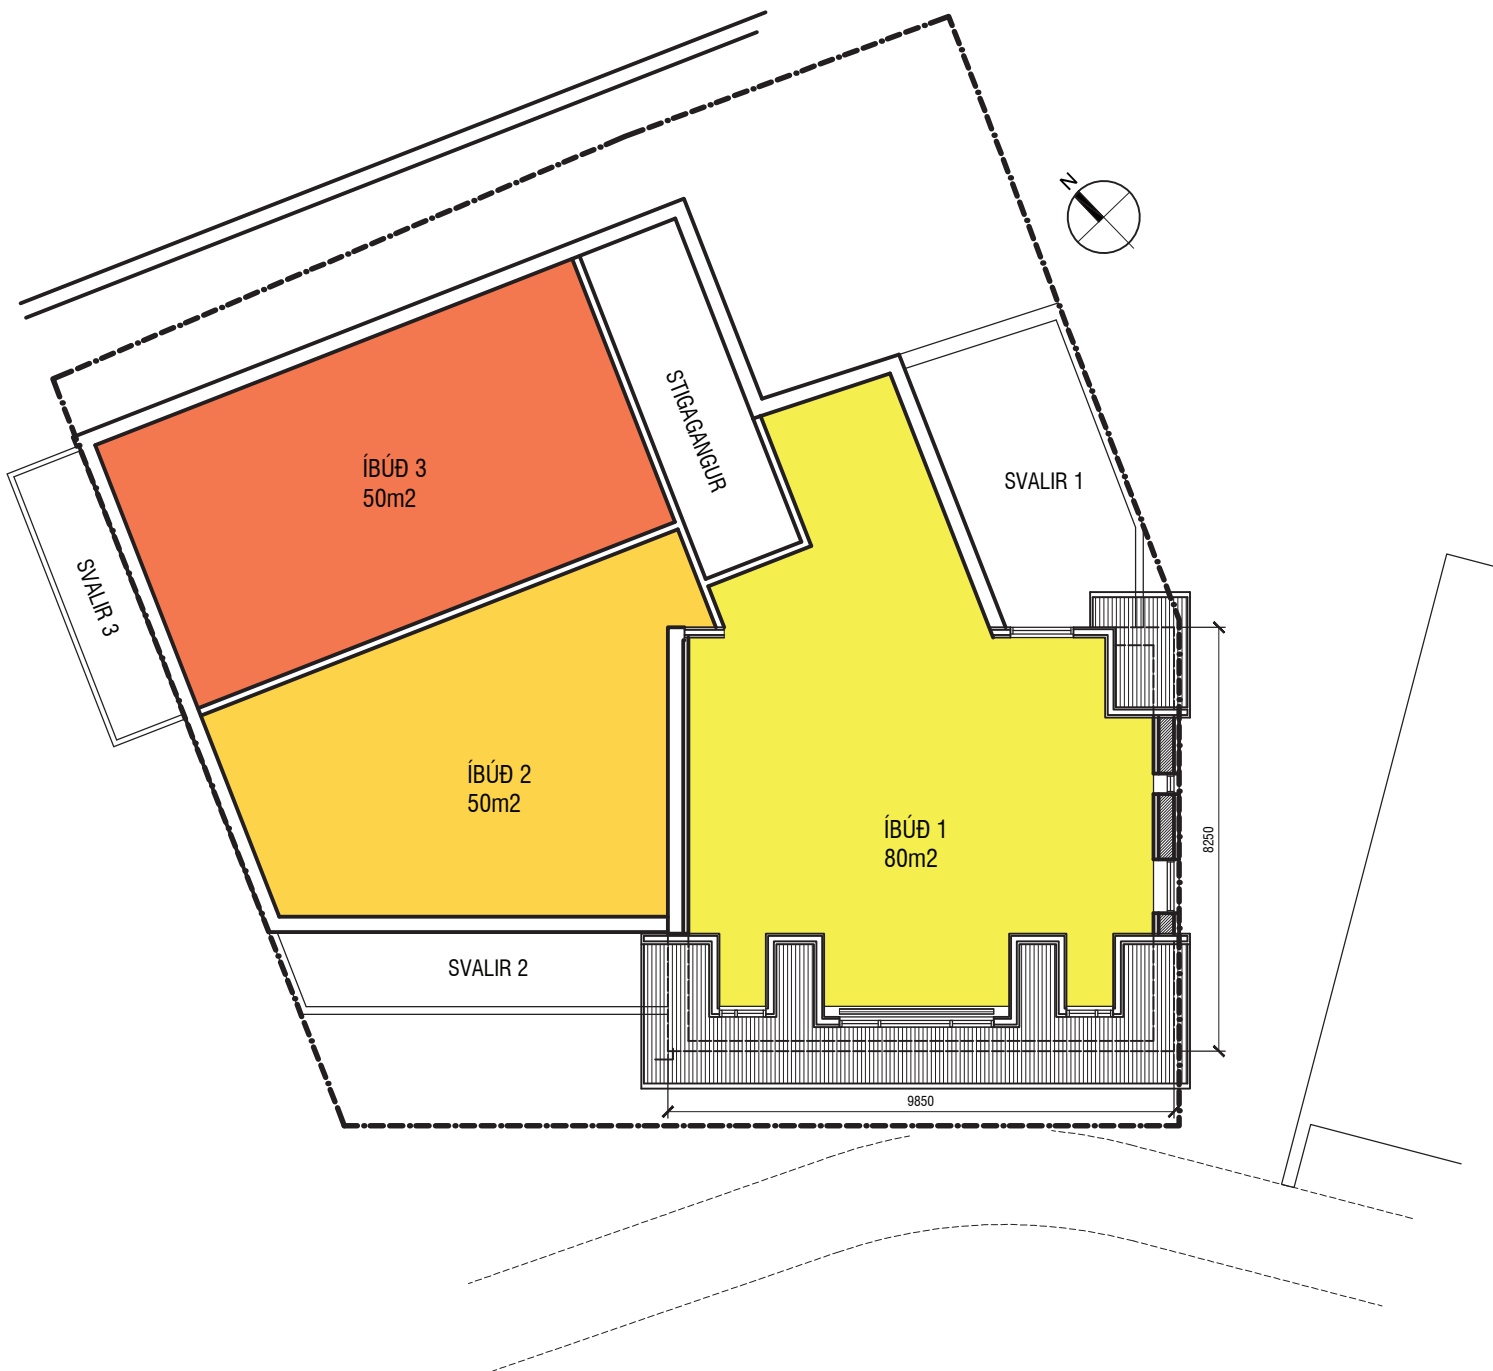 N
STIGAGANGUR
ÍBÚÐ 3
50m2
SVALIR 1
SVALIR 3
ÍBÚÐ 2
50m2
ÍBÚÐ 1
80m2
8250
SVALIR 2
9850